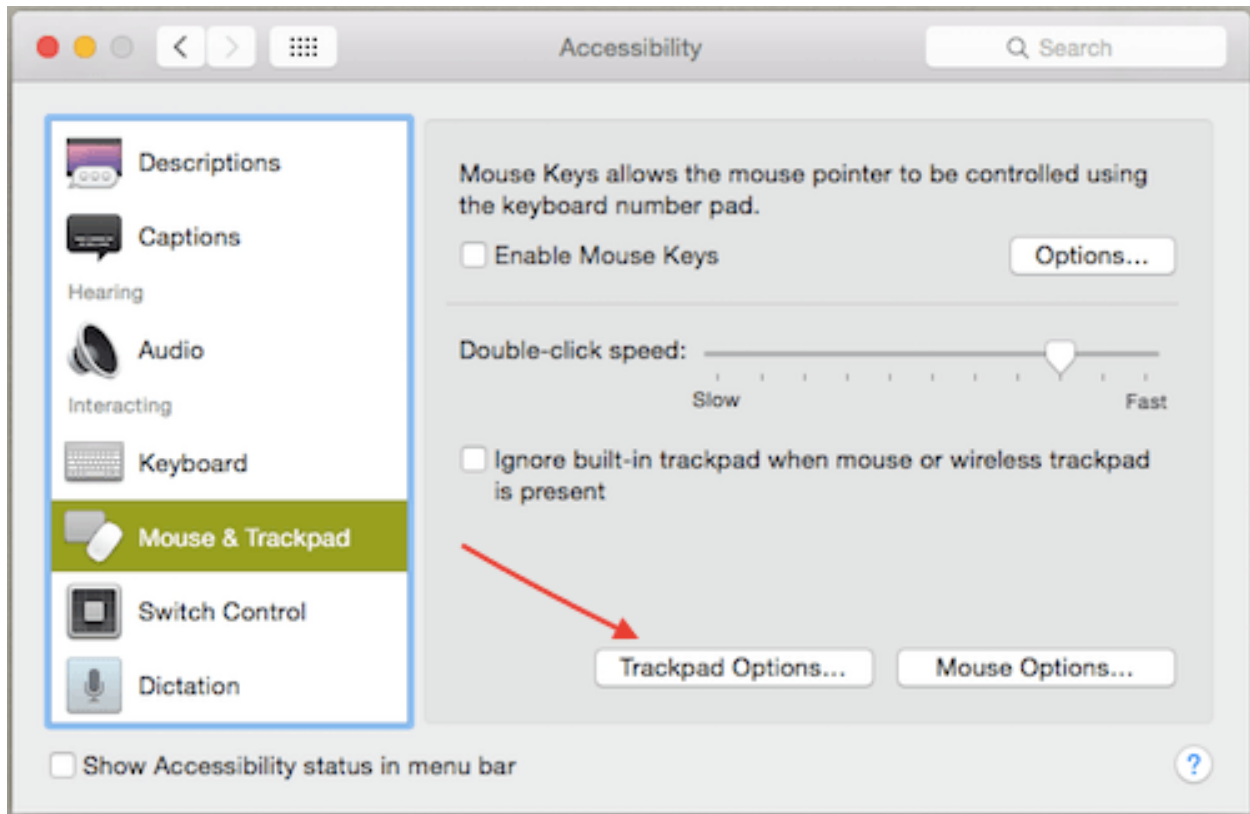 Accessibility
Search
Descriptions
Captions
Hearing
Audio
Interacting
Keyboard
Mouse & Trackpad
Switch Control
Dictation
Mouse Keys allows the mouse pointer to be controlled using
the keyboard number pad.
Enable Mouse Keys
Options...
Double-click speed:
Slow
Fast
Ignore built-in trackpad when mouse or wireless trackpad
is present
Trackpad Options...
Mouse Options...
Show Accessibility status in menu bar
?